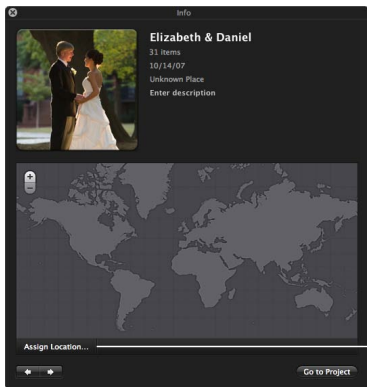 Info
Elizabeth & Daniel
31 items
10/14/07
Unknown Place
Enter description
Assign Location...
Go to Project